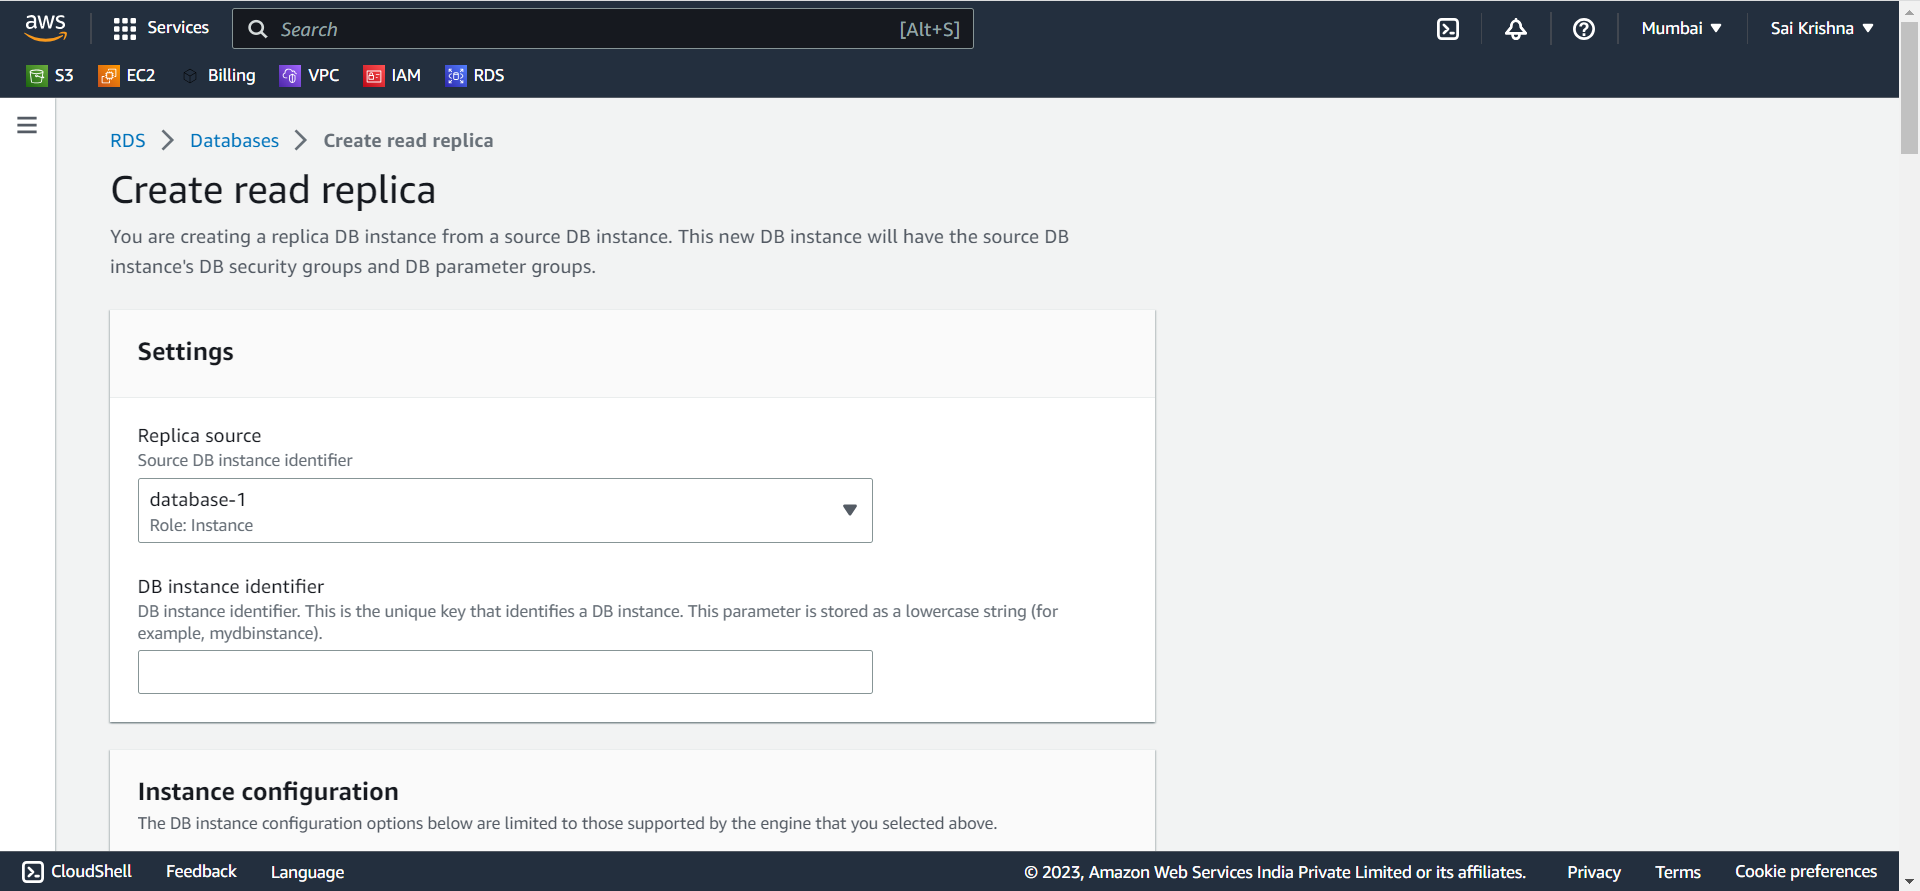 aws
Services
Search
[Alt+S]
Mumbai
Sai Krishna
S3
EC2
Billing
VPC
IAM
RDS
RDS
Databases
Create read replica
Create read replica
You are creating a replica DB instance from a source DB instance. This new DB instance will have the source DB
instance's DB security groups and DB parameter groups.
Settings
Replica source
Source DB instance identifier
database-1
Role: Instance
DB instance identifier
DB instance identifier. This is the unique key that identifies a DB instance. This parameter is stored as a lowercase string (for
example, mydbinstance).
Instance configuration
The DB instance configuration options below are limited to those supported by the engine that you selected above.
CloudShell
Feedback
Language
© 2023, Amazon Web Services India Private Limited or its affiliates.
Privacy
Terms
Cookie preferences